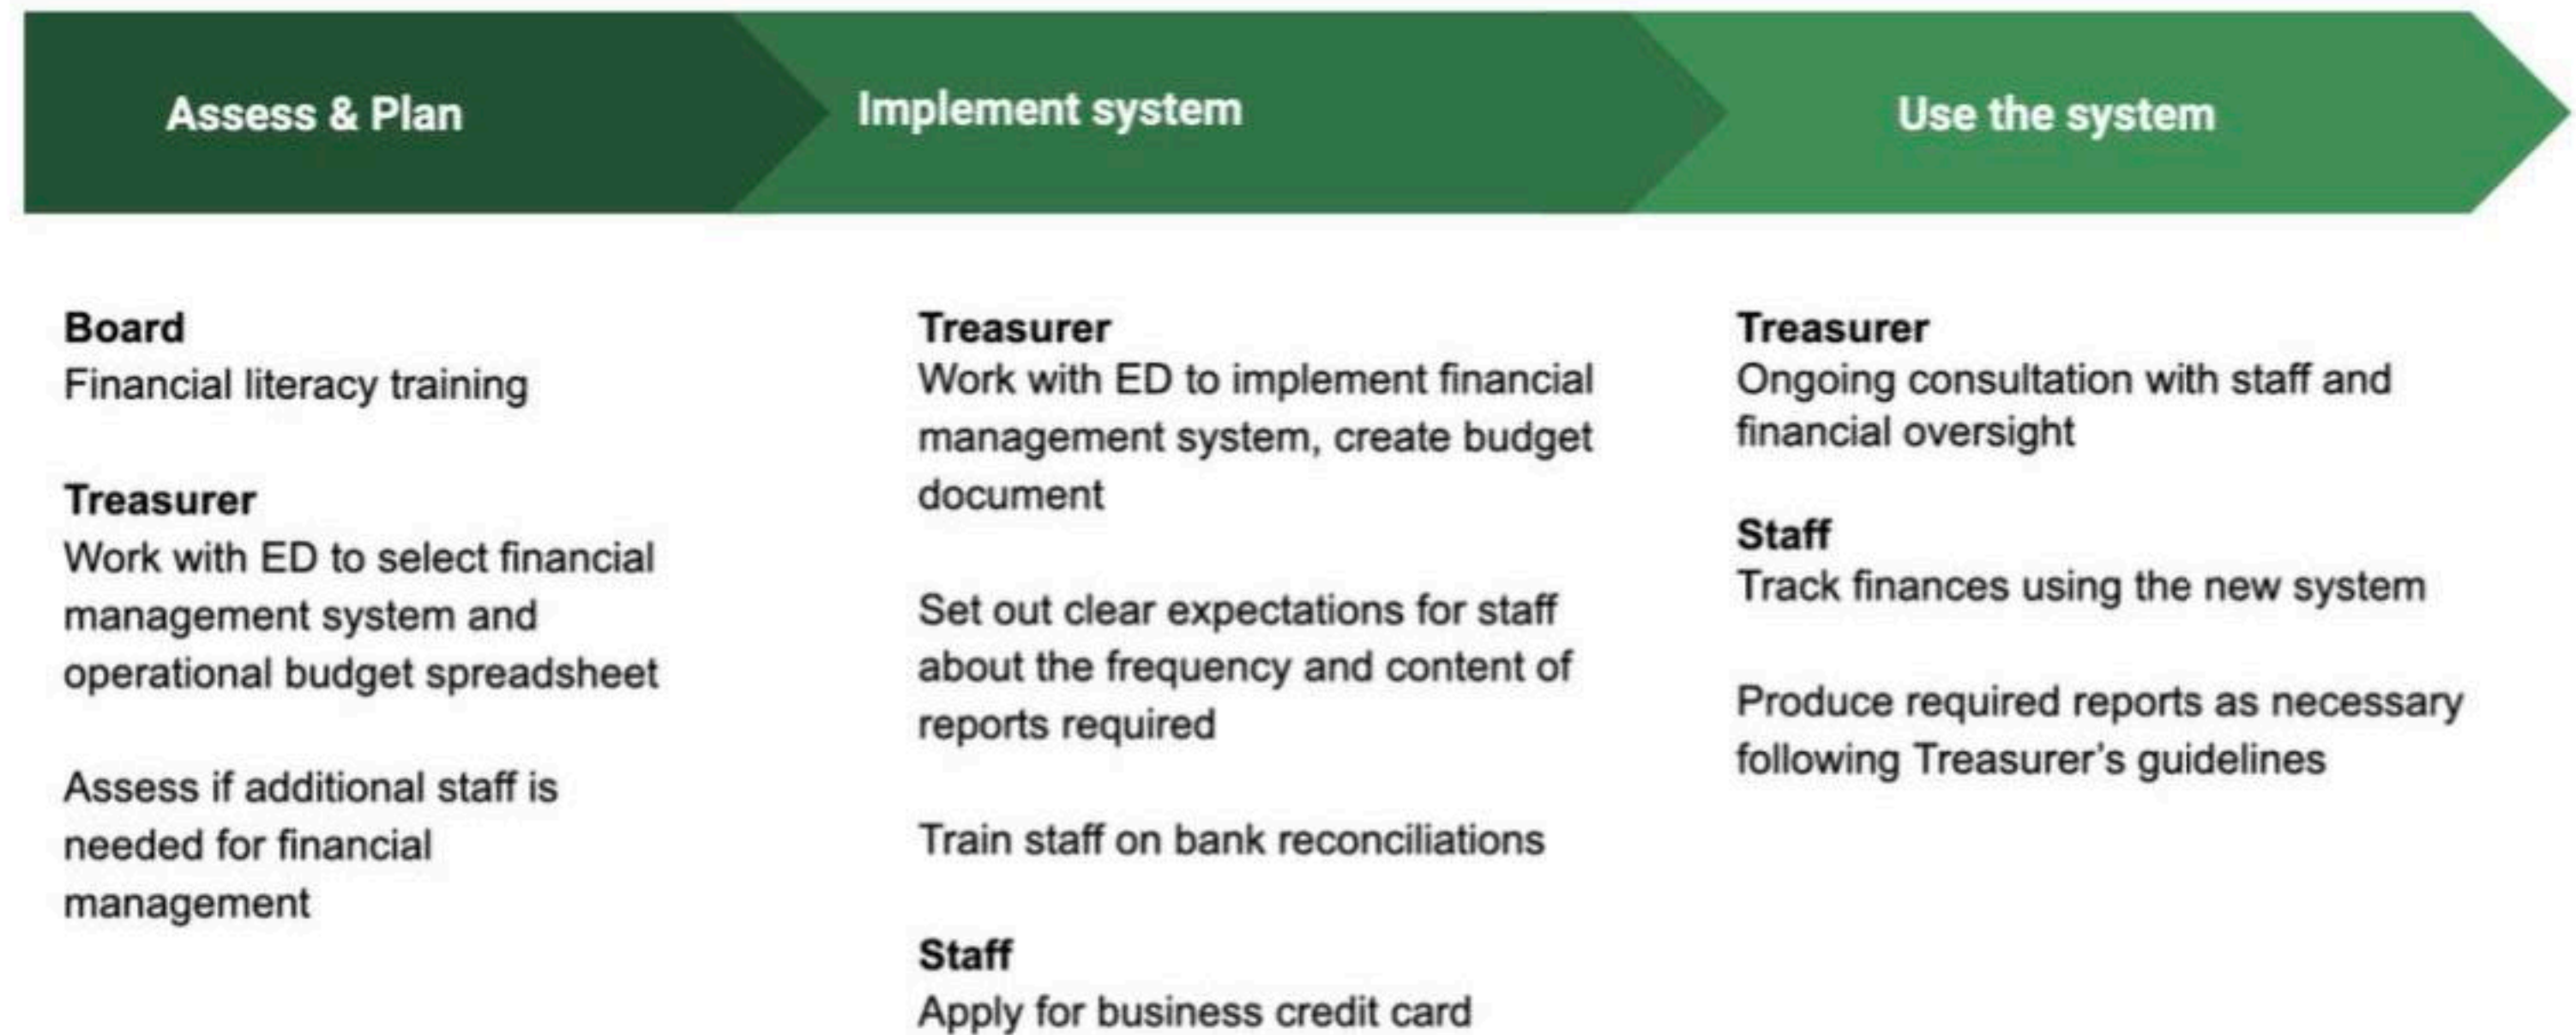 Assess & Plan
Implement system
Use the system
Board
Financial literacy training
Treasurer
Work with ED to select financial
management system and
operational budget spreadsheet
Assess if additional staff is
needed for financial
management
Treasurer
Work with ED to implement financial
management system, create budget
document
Set out clear expectations for staff
about the frequency and content of
reports required
Train staff on bank reconciliations
Staff
Apply for business credit card
Treasurer
Ongoing consultation with staff and
financial oversight
Staff
Track finances using the new system
Produce required reports as necessary
following Treasurer's guidelines